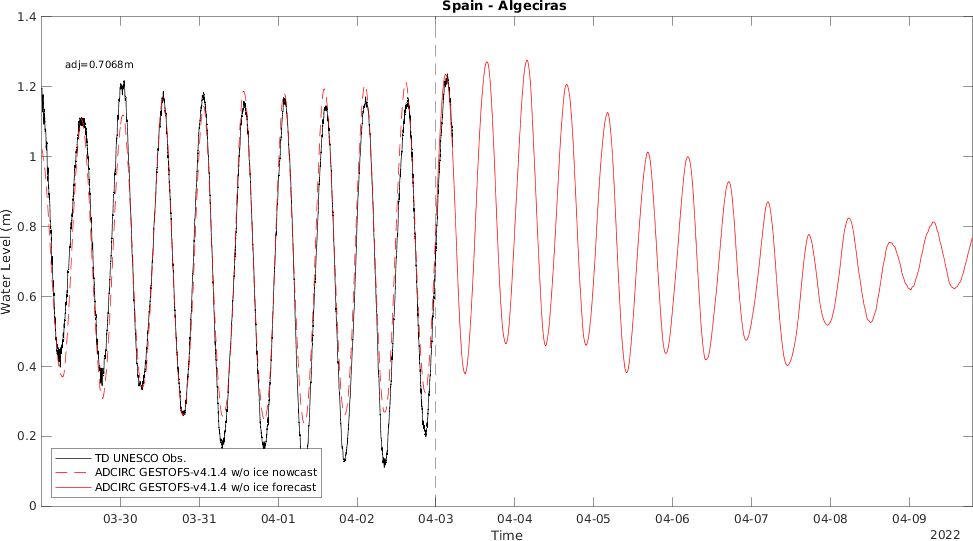 Spain - Algeciras
1.4
1.2
1
0.8
0.6
0.4
0.2
0
Water Level (m)
adj=0.7068m
TD UNESCO Obs.
ADCIRC GESTOFS-v4.1.4 w/o ice nowcast
ADCIRC GESTOFS-v4.1.4 w/o ice forecast
03-30 03-31 04-01 04-02 04-03 04-04 04-05 04-06 04-07 04-08 04-09
Time
2022